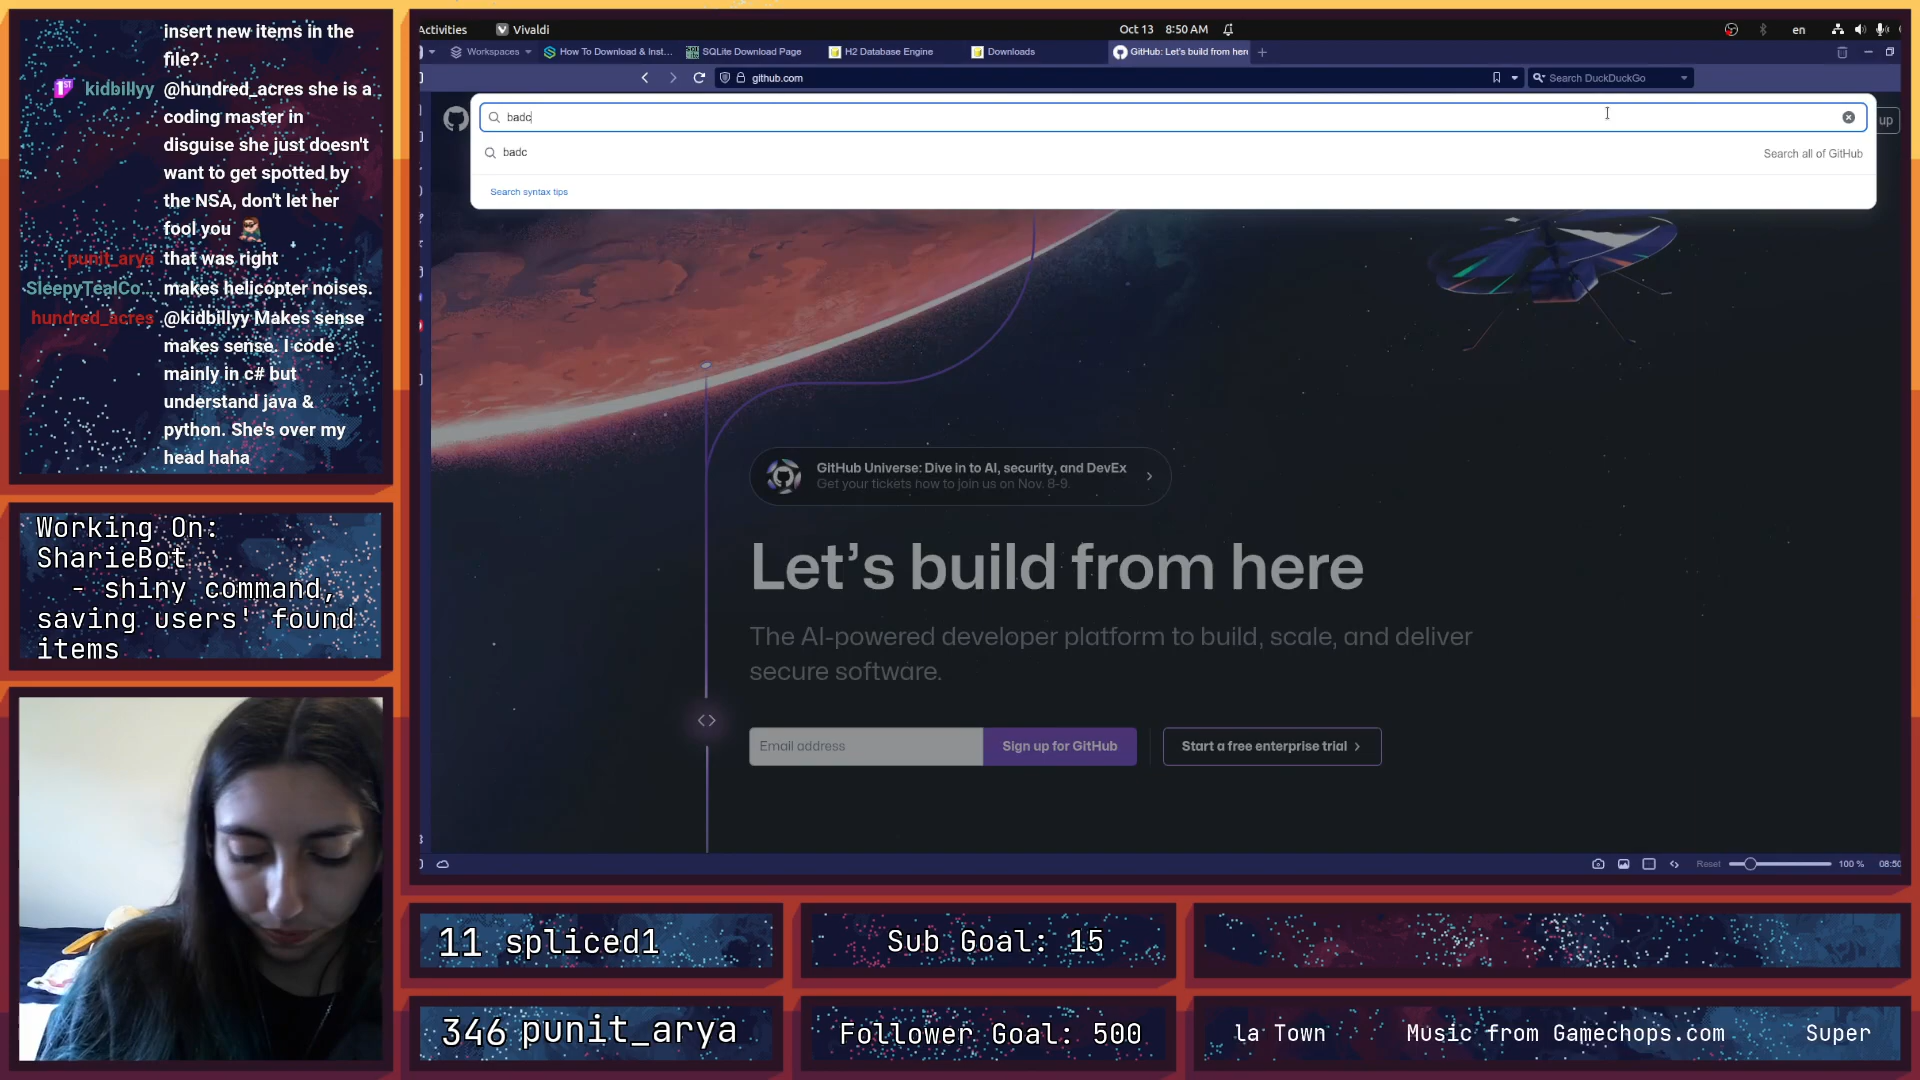 insert new items in the
file?
kidbillyy @hundred_acres she is a
coding master in
disguise she just doesn't
want to get spotted by
the NSA, don't let her
fool you
punit_arya that was right
SleepyTealCo... makes helicopter noises.
hundred_acres @kidbillyy Makes sense
makes sense. I code
mainly in c# but
understand java &
python. She's over my
head haha
Working On:
SharieBot
- shiny command,
saving users' found
items
Activities Vivaldi Oct 13 8:50 AM en
Workspaces How To Download & Inst... SQLite Download Page H2 Database Engine Downloads GitHub: Let's build from here
github.com Search DuckDuckGo
badc
up
badc Search all of GitHub
Search syntax tips
GitHub Universe: Dive in to AI, security, and DevEx
Get your tickets now to join us on Nov. 8-9.
Let's build from here
The AI-powered developer platform to build, scale, and deliver
secure software.
Email address Sign up for GitHub Start a free enterprise trial
Reset 100 % 08:50
11 spliced1
Sub Goal: 15
346 punit_arya
Follower Goal: 500
la Town Music from Gamechops.com Super